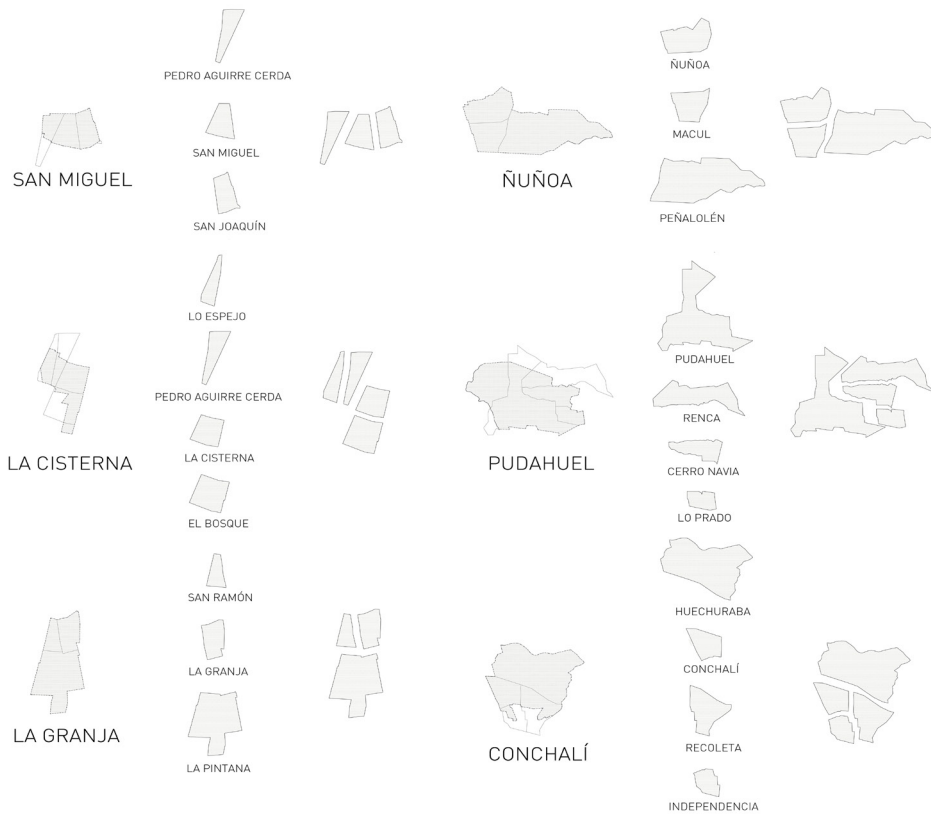 PEDRO AGUIRRE CERDA
SAN MIGUEL
SAN MIGUEL
SAN JOAQUÍN
LO ESPEJO
PEDRO AGUIRRE CERDA
LA CISTERNA
LA CISTERNA
EL BOSQUE
SAN RAMÓN
LA GRANJA
LA GRANJA
LA PINTANA
ÑUÑOA
MACUL
ÑUÑOA
PEÑALOLÉN
PUDAHUEL
RENCA
PUDAHUEL
CERRO NAVIA
LO PRADO
HUECHURABA
CONCHALÍ
CONCHALÍ
RECOLETA
INDEPENDENCIA